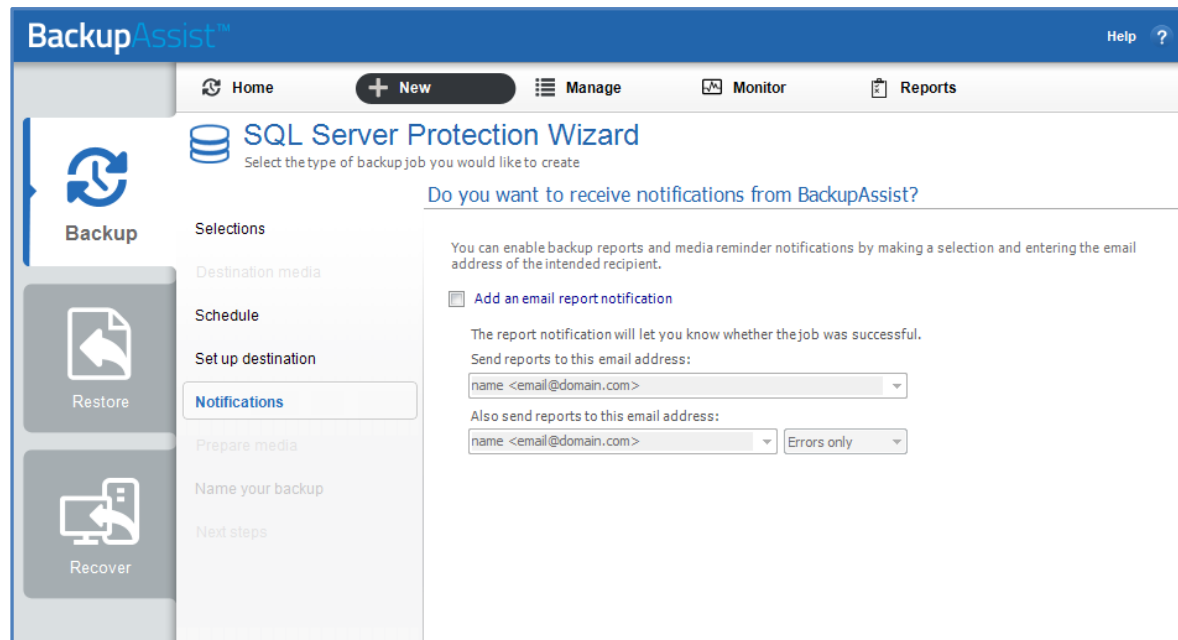 BackupAssist™
Help ?
Home
New
Manage
Monitor
Reports
SQL Server Protection Wizard
Select the type of backup job you would like to create
Backup
Restore
Recover
Selections
Destination media
Schedule
Set up destination
Notifications
Prepare media
Name your backup
Next steps
Do you want to receive notifications from BackupAssist?
You can enable backup reports and media reminder notifications by making a selection and entering the email
address of the intended recipient.
Add an email report notification
The report notification will let you know whether the job was successful.
Send reports to this email address:
name <email@domain.com>
Also send reports to this email address:
name <email@domain.com>
Errors only